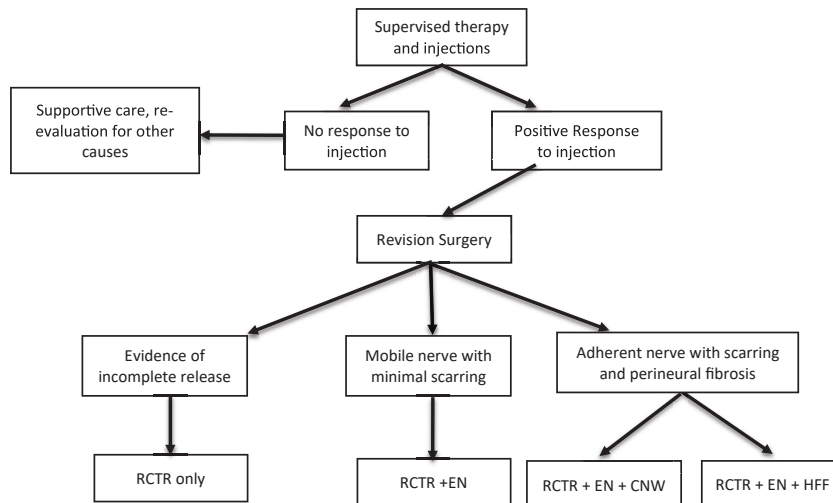 Supervised therapy
and injections
Supportive care, re-
evaluation for other
causes
No response to
injection
Positive Response
to injection
Revision Surgery
Evidence of
incomplete release
Mobile nerve with
minimal scarring
Adherent nerve with scarring
and perineural fibrosis
RCTR only
RCTR +EN
RCTR + EN + CNW
RCTR + EN + HFF